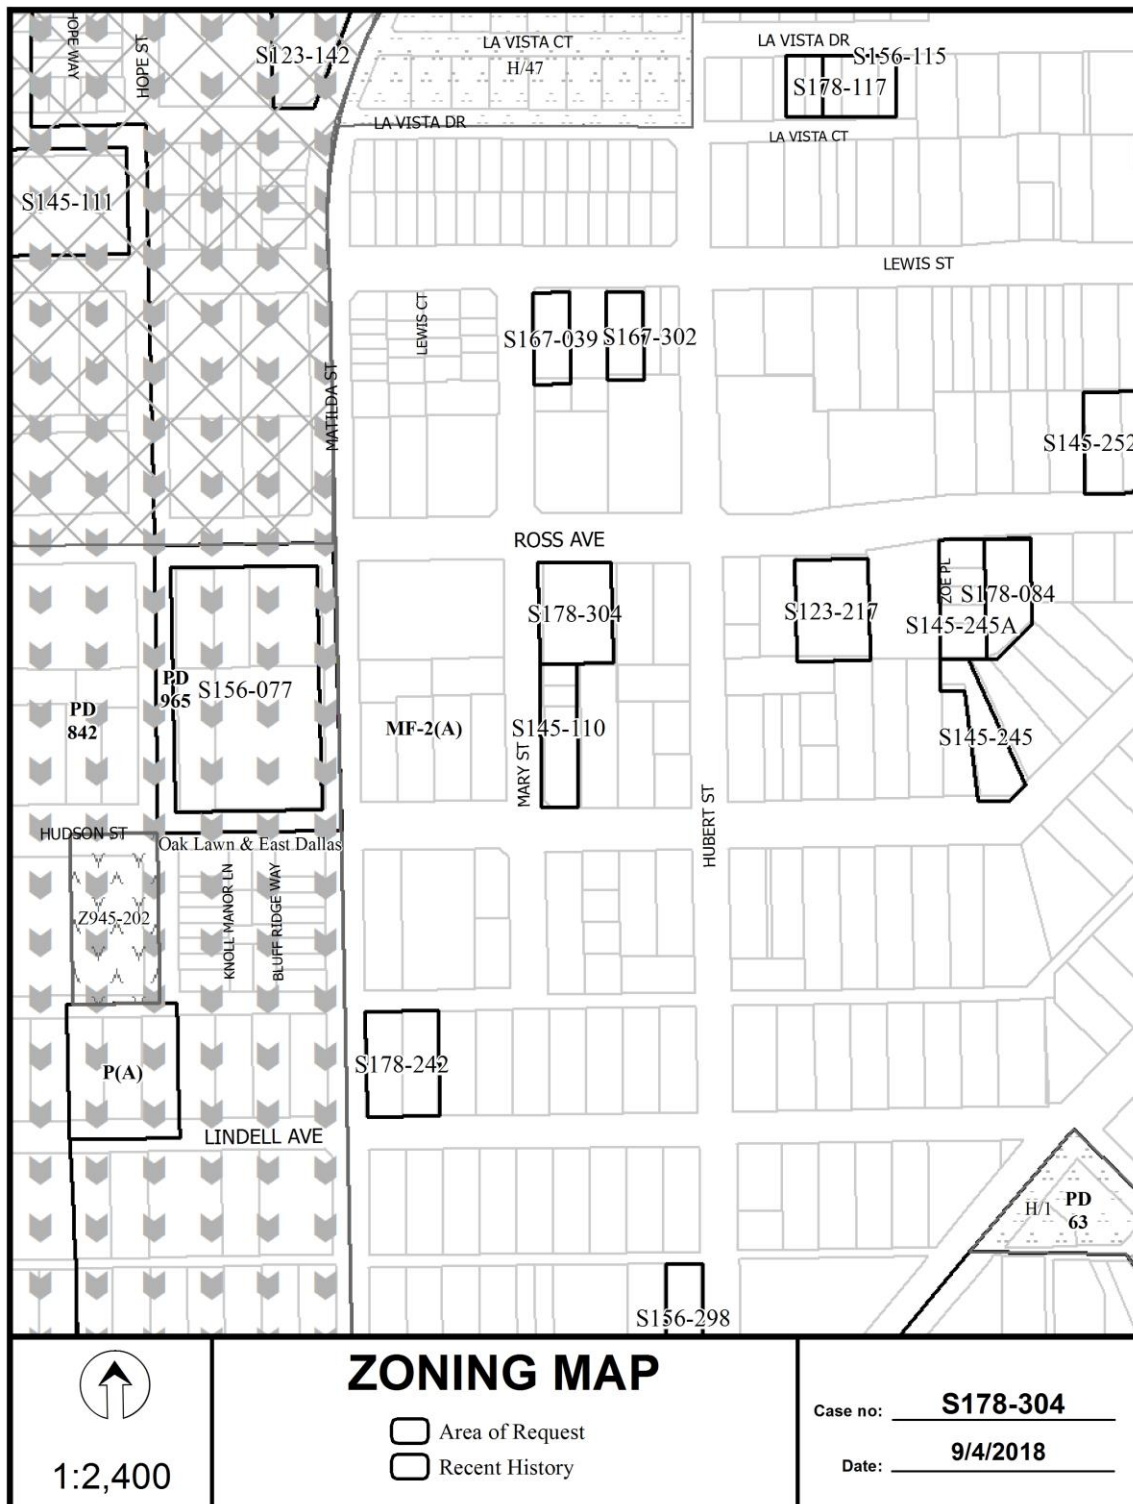 HOPE WAY
HOPE ST
S123-142
LA VISTA CT
H/47
LA VISTA DR
S156-115
S178-117
LA VISTA DR
LA VISTA CT
S145-111
LEWIS ST
LEWIS CT
S167-039
S167-302
MATILDA ST
S145-252
ROSS AVE
ZOE PL
S178-304
S123-217
S178-084
S145-245A
PD
965
S156-077
PD
842
MF-2(A)
S145-110
S145-245
MARY ST
HUBERT ST
HUDSON ST
Oak Lawn & East Dallas
KNOLL MANOR LN
BLUFF RIDGE WAY
Z945-202
P(A)
S178-242
LINDELL AVE
H/1
PD
63
S156-298
1:2,400
ZONING MAP
Area of Request
Recent History
Case no: S178-304
Date: 9/4/2018